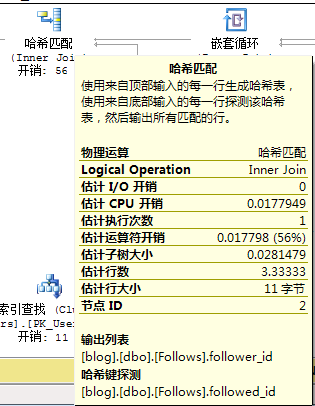 哈希匹配
(Inner Join)
开销: 56
嵌套循环
哈希匹配
使用来自顶部输入的每一行生成哈希表，
使用来自底部输入的每一行探测该哈希
表，然后输出所有匹配的行。
物理运算 哈希匹配
Logical Operation Inner Join
估计 I/O 开销 0
估计 CPU 开销 0.0177949
估计执行次数 1
估计运算符开销 0.017798 (56%)
估计子树大小 0.0281479
估计行数 3.33333
估计行大小 11 字节
节点 ID 2
索引查找 (Clu
rs].[PK_Use
开销: 11
输出列表
[blog].[dbo].[Follows].follower_id
哈希键探测
[blog].[dbo].[Follows].followed_id